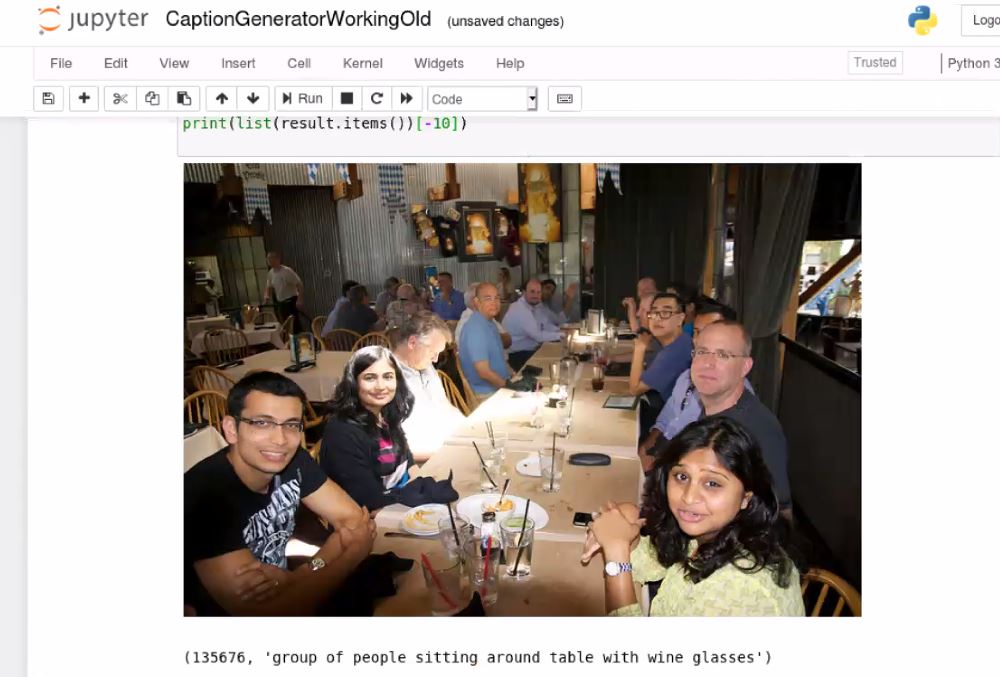 jupyter CaptionGeneratorWorkingOld (unsaved changes)
File Edit View Insert Cell Kernel Widgets Help Trusted Python 3
Run Code
print(list(result.items())[-10])
(135676, 'group of people sitting around table with wine glasses')